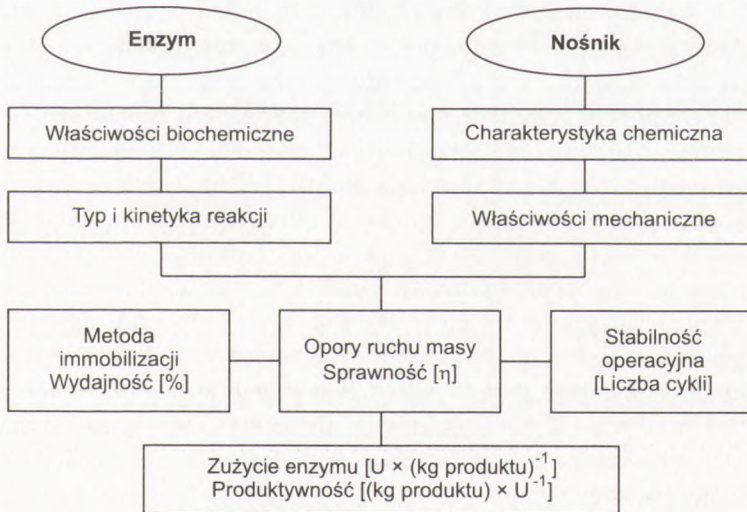 Enzym
Nośnik
Właściwości biochemiczne
Charakterystyka chemiczna
Typ i kinetyka reakcji
Właściwości mechaniczne
Metoda
immobilizacji
Wydajność [%]
Opory ruchu masy
Sprawność [η]
Stabilność
operacyjna
[Liczba cykli]
Zużycie enzymu [U × (kg produktu)⁻¹]
Produktywność [(kg produktu) × U⁻¹]